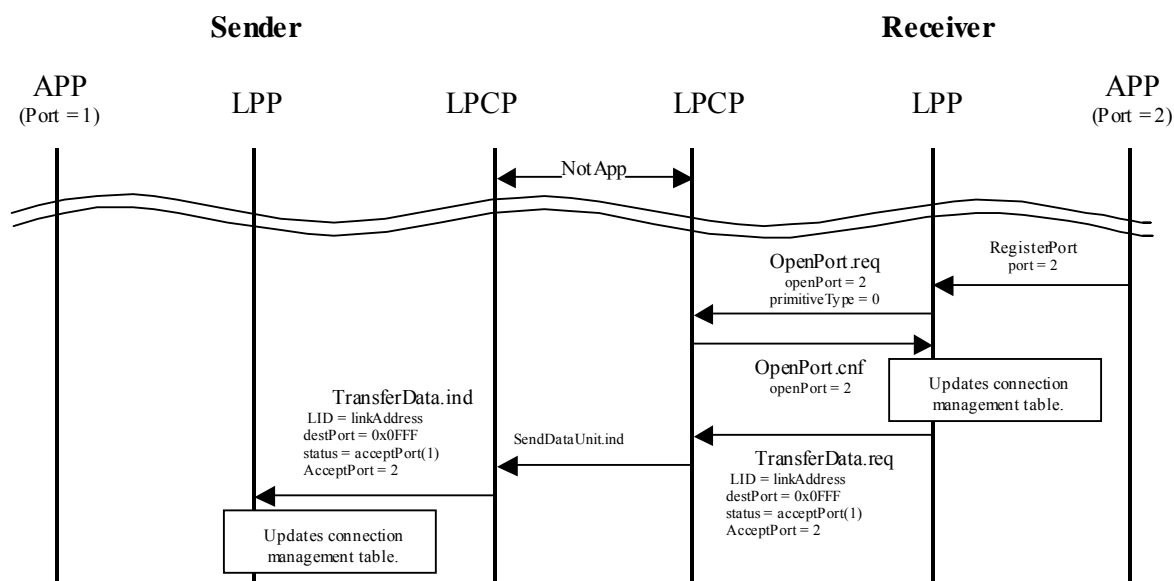 Sender
Receiver
APP
(Port = 1)
LPP
LPCP
LPCP
LPP
APP
(Port = 2)
NotApp
RegisterPort
port = 2
OpenPort.req
openPort = 2
primitiveType = 0
OpenPort.cnf
openPort = 2
Updates connection
management table.
TransferData.ind
LID = linkAddress
destPort = 0x0FFF
status = acceptPort(1)
AcceptPort = 2
SendDataUnit.ind
TransferData.req
LID = linkAddress
destPort = 0x0FFF
status = acceptPort(1)
AcceptPort = 2
Updates connection
management table.